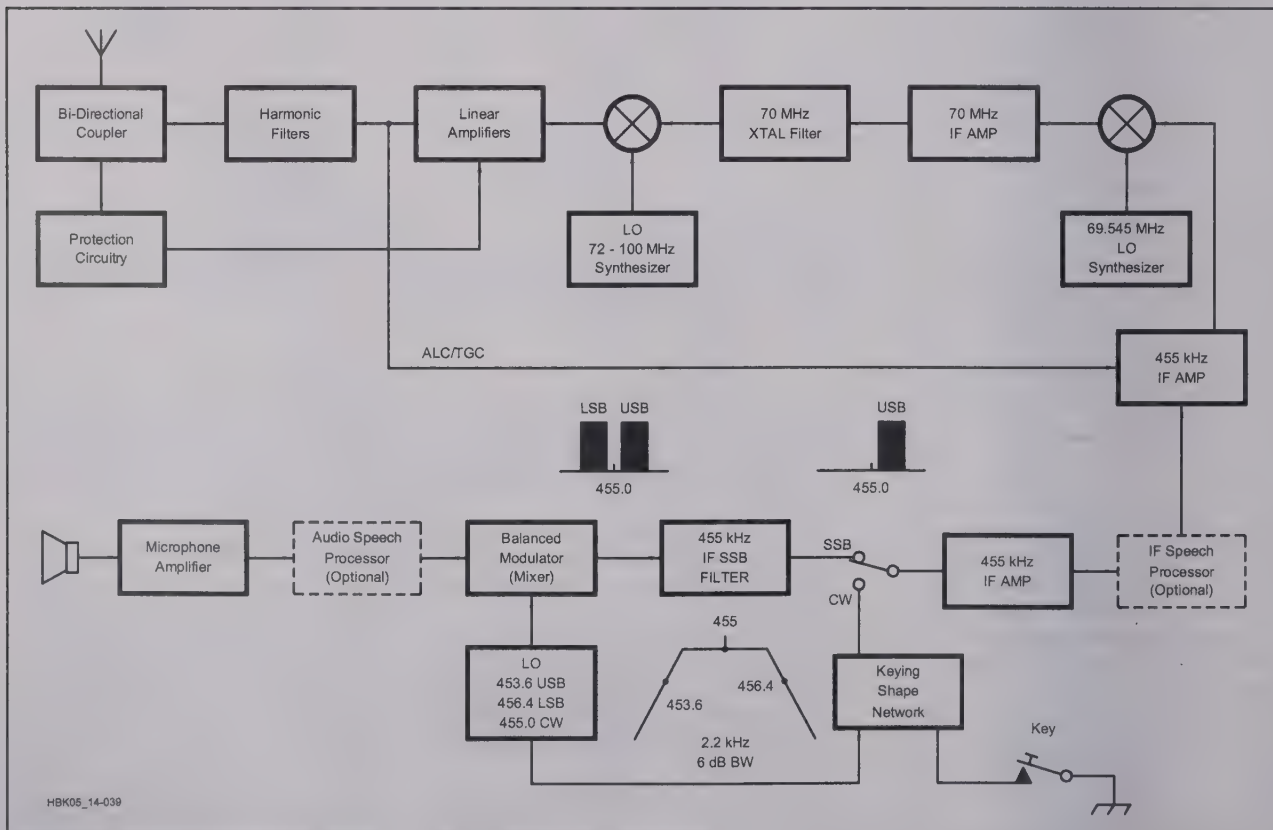 Bi-Directional
Coupler
Harmonic
Filters
Linear
Amplifiers
70 MHz
XTAL Filter
70 MHz
IF AMP
Protection
Circuitry
LO
72 - 100 MHz
Synthesizer
69.545 MHz
LO
Synthesizer
ALC/TGC
455 kHz
IF AMP
LSB USB
455.0
USB
455.0
Microphone
Amplifier
Audio Speech
Processor
(Optional)
Balanced
Modulator
(Mixer)
455 kHz
IF SSB
FILTER
SSB
CW
455 kHz
IF AMP
IF Speech
Processor
(Optional)
LO
453.6 USB
456.4 LSB
455.0 CW
455
453.6
456.4
2.2 kHz
6 dB BW
Keying
Shape
Network
Key
HBK05_14-039